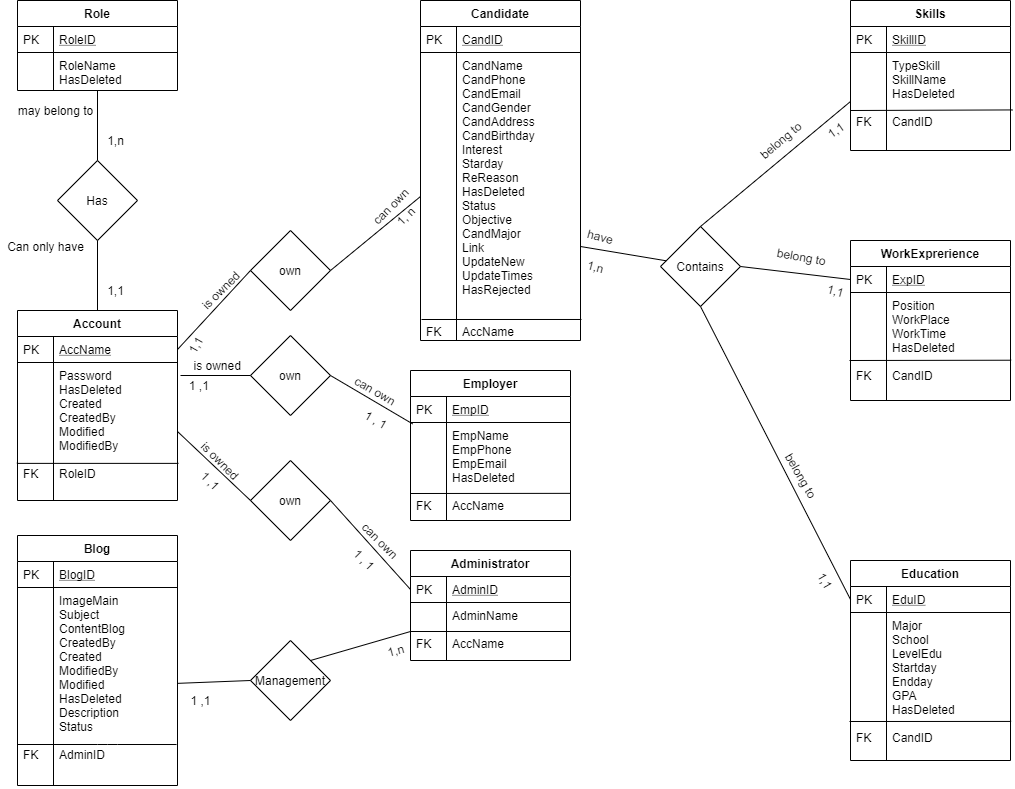 Role
PK RoleID
RoleName
HasDeleted
may belong to
1,n
Has
Can only have
1,1
Account
PK AccName
Password
HasDeleted
Created
CreatedBy
Modified
ModifiedBy
FK RoleID
Blog
PK BlogID
ImageMain
Subject
ContentBlog
CreatedBy
Created
ModifiedBy
Modified
HasDeleted
Description
Status
FK AdminID
is owned
1,1
own
can own
1, n
is owned
1 ,1
own
can own
1 , 1
is owned
1 ,1
own
can own
1 , 1
1 ,1
Management
1,n
Candidate
PK CandID
CandName
CandPhone
CandEmail
CandGender
CandAddress
CandBirthday
Interest
Starday
ReReason
HasDeleted
Status
Objective
CandMajor
Link
UpdateNew
UpdateTimes
HasRejected
FK AccName
Employer
PK EmpID
EmpName
EmpPhone
EmpEmail
HasDeleted
FK AccName
Administrator
PK AdminID
AdminName
FK AccName
have
1,n
Contains
belong to
1,1
belong to
1,1
belong to
1,1
Skills
PK SkillID
TypeSkill
SkillName
HasDeleted
FK CandID
WorkExprerience
PK ExpID
Position
WorkPlace
WorkTime
HasDeleted
FK CandID
Education
PK EduID
Major
School
LevelEdu
Startday
Endday
GPA
HasDeleted
FK CandID